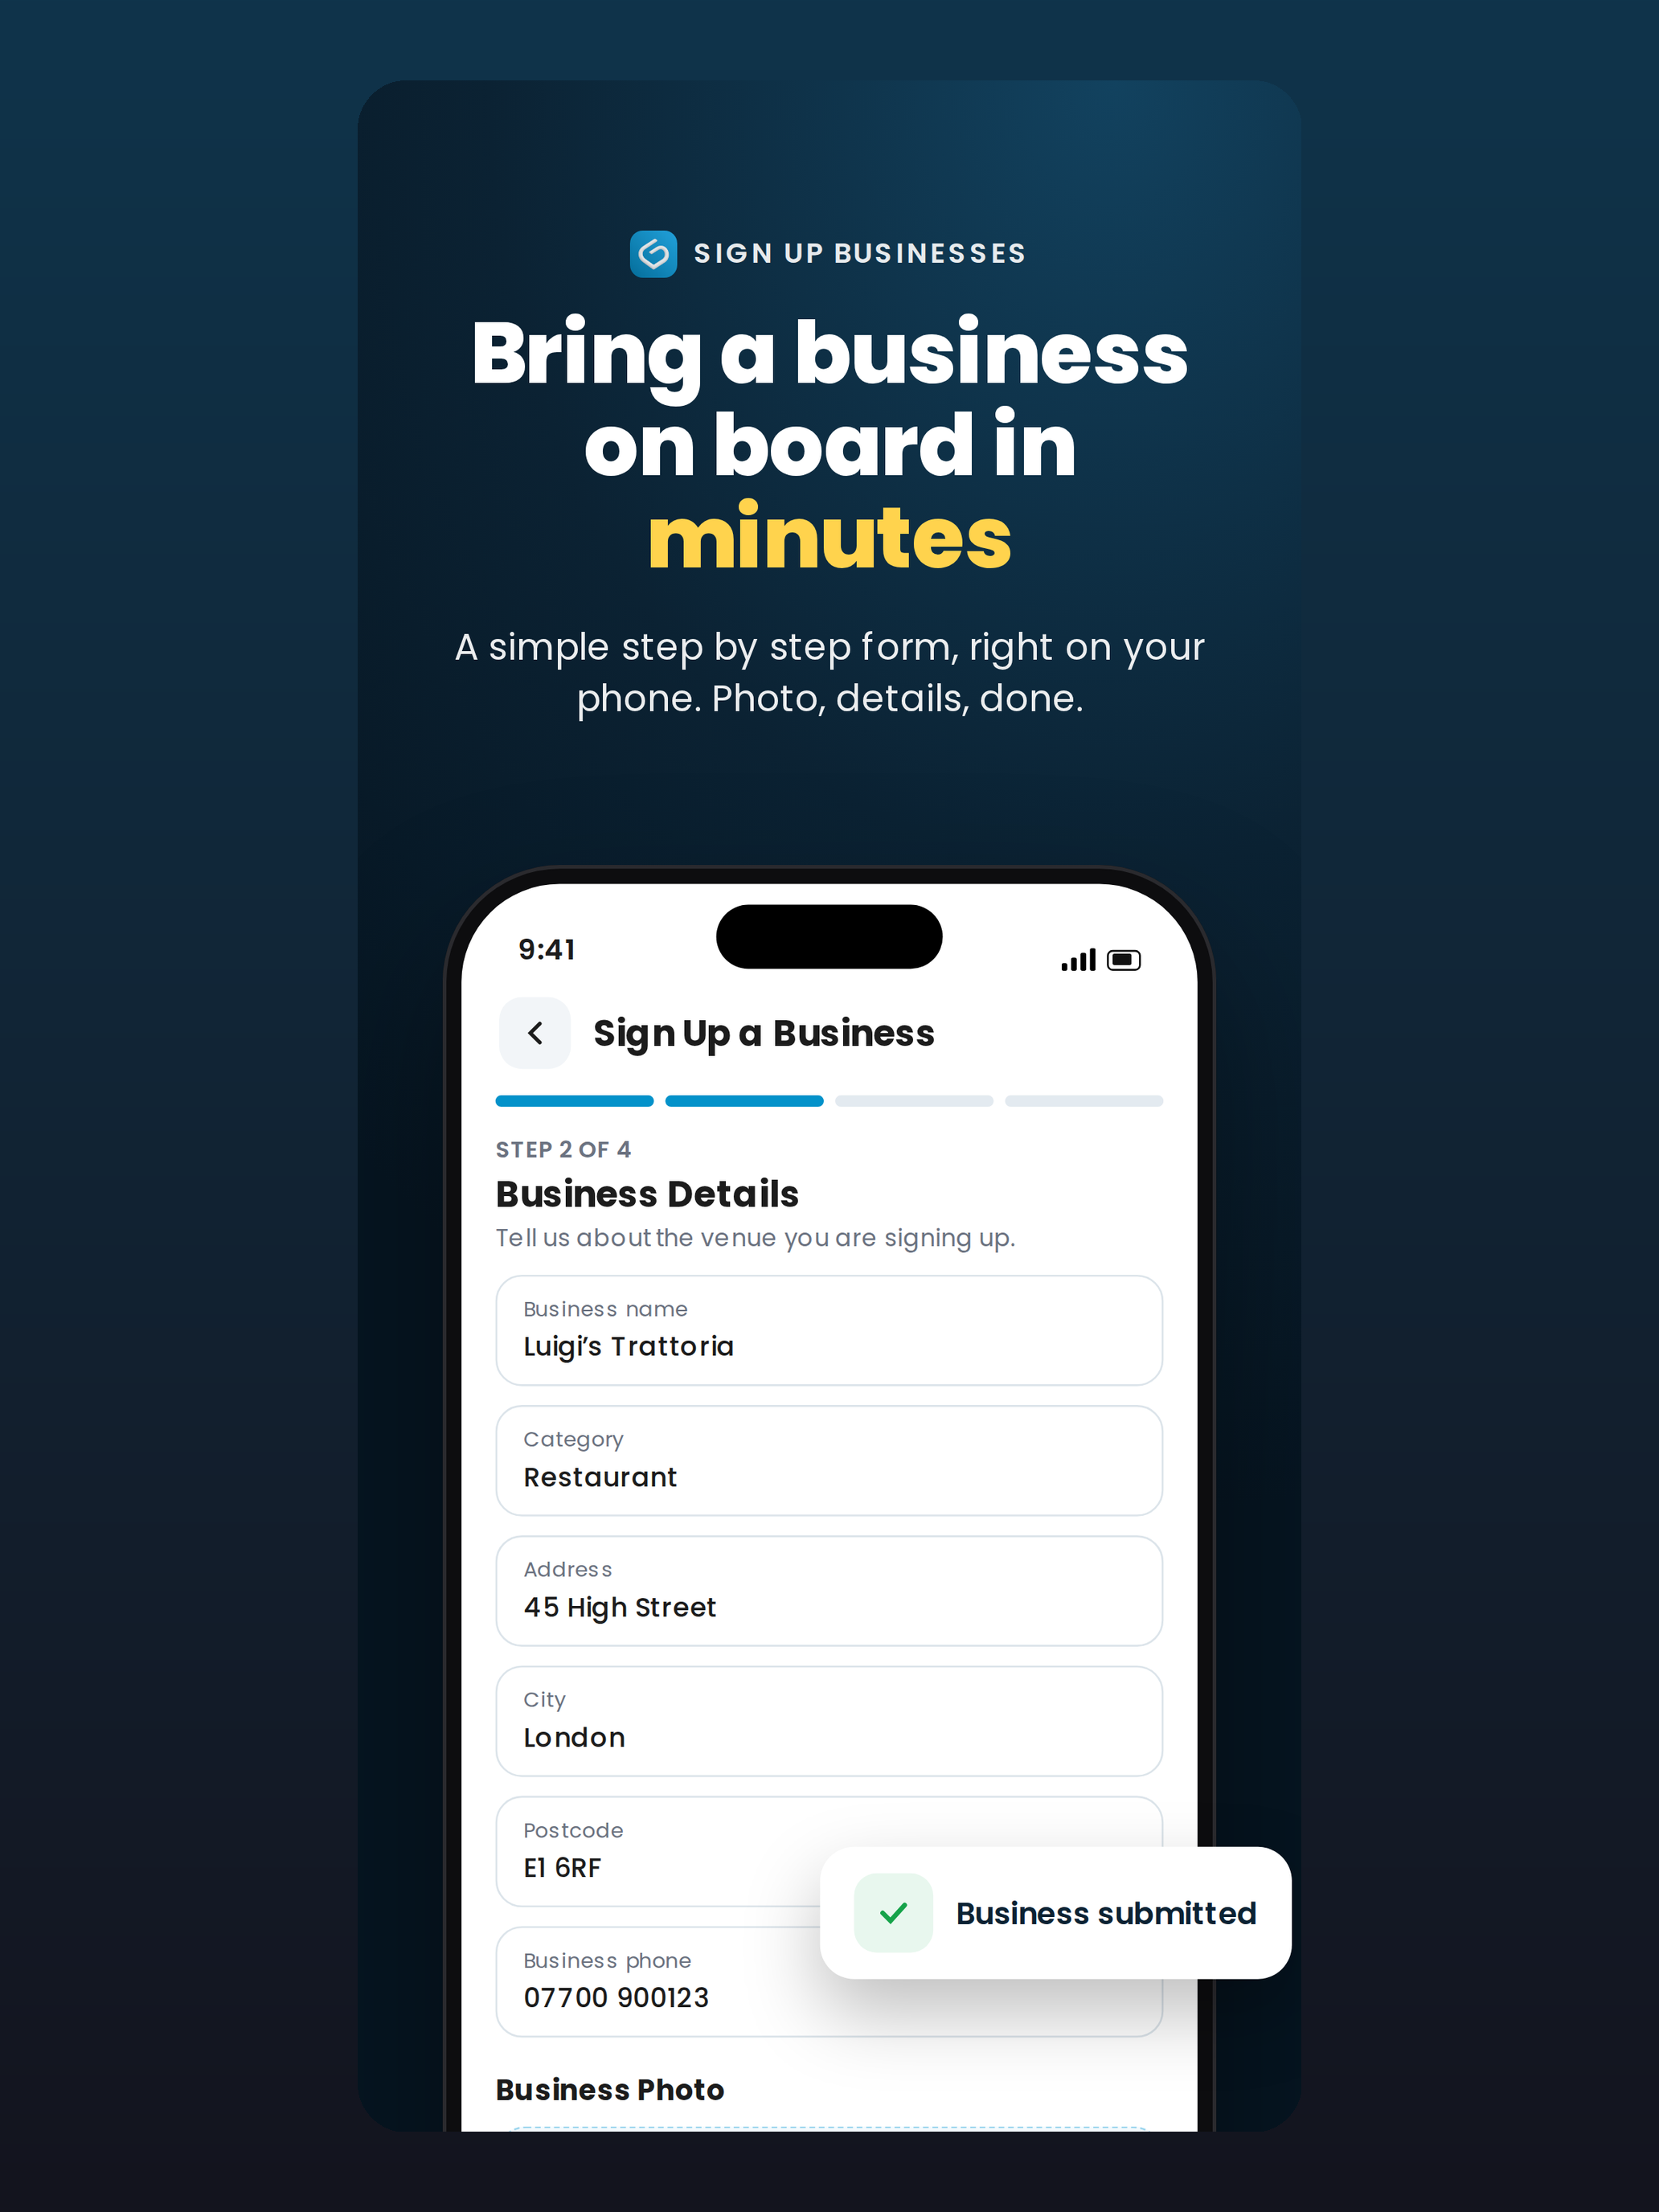 SIGN UP BUSINESSES
Bring a business
on board in
minutes
A simple step by step form, right on your
phone. Photo, details, done.
9:41
Sign Up a Business
STEP 2 OF 4
Business Details
Tell us about the venue you are signing up.
Business name
Luigi’s Trattoria
Category
Restaurant
Address
45 High Street
City
London
Postcode
E1 6RF
Business submitted
Business phone
07700 900123
Business Photo